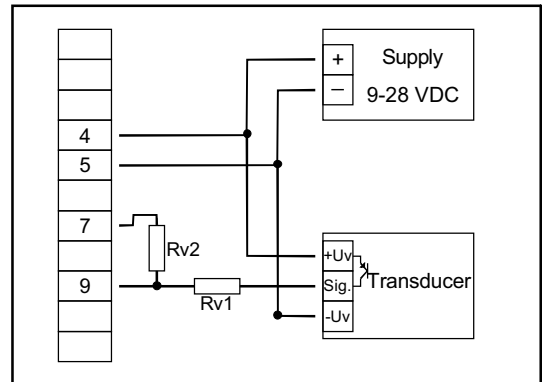 + Supply
– 9-28 VDC
4
5
7
Rv2
+Uv
9
Rv1
Sig. Transducer
-Uv